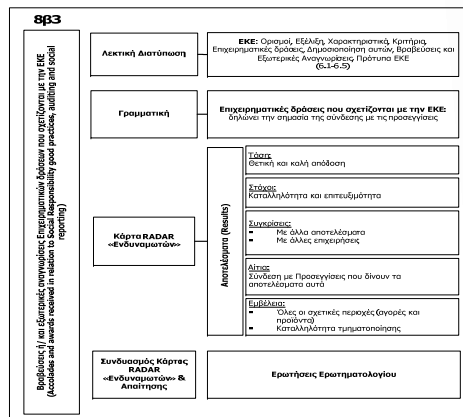 8β3
Βραβεύσεις ή/ και εξωτερικές αναγνωρίσεις Επιχειρηματικών δράσεων που σχετίζονται με την ΕΚΕ
(Accolades and awards received in relation to Social Responsibility good practices, auditing and social
reporting)
Λεκτική Διατύπωση
ΕΚΕ: Ορισμοί, Εξέλιξη, Χαρακτηριστικά, Κριτήρια,
Επιχειρηματικές δράσεις, Δημοσιοποίηση αυτών, Βραβεύσεις και
Εξωτερικές Αναγνωρίσεις, Πρότυπα ΕΚΕ
(6.1-6.5)
Γραμματική
Επιχειρηματικές δράσεις που σχετίζονται με την ΕΚΕ:
δηλώνει την σημασία της σύνδεσης με τις προσεγγίσεις
Κάρτα RADAR
«Ενδυναμωτών»
Αποτελέσματα (Results)
Τάση:
Θετική και καλή απόδοση
Στόχοι:
Καταλληλότητα και επιτευξιμότητα
Συγκρίσεις:
▪ Με άλλα αποτελέσματα
▪ Με άλλες επιχειρήσεις
Αίτια:
Σύνδεση με Προσεγγίσεις που δίνουν τα
αποτελέσματα αυτά
Εμβέλεια:
▪ Όλες οι σχετικές περιοχές (αγορές και
προϊόντα)
▪ Καταλληλότητα τμηματοποίησης
Συνδυασμός Κάρτας
RADAR
«Ενδυναμωτών» &
Απαίτησης
Ερωτήσεις Ερωτηματολογίου